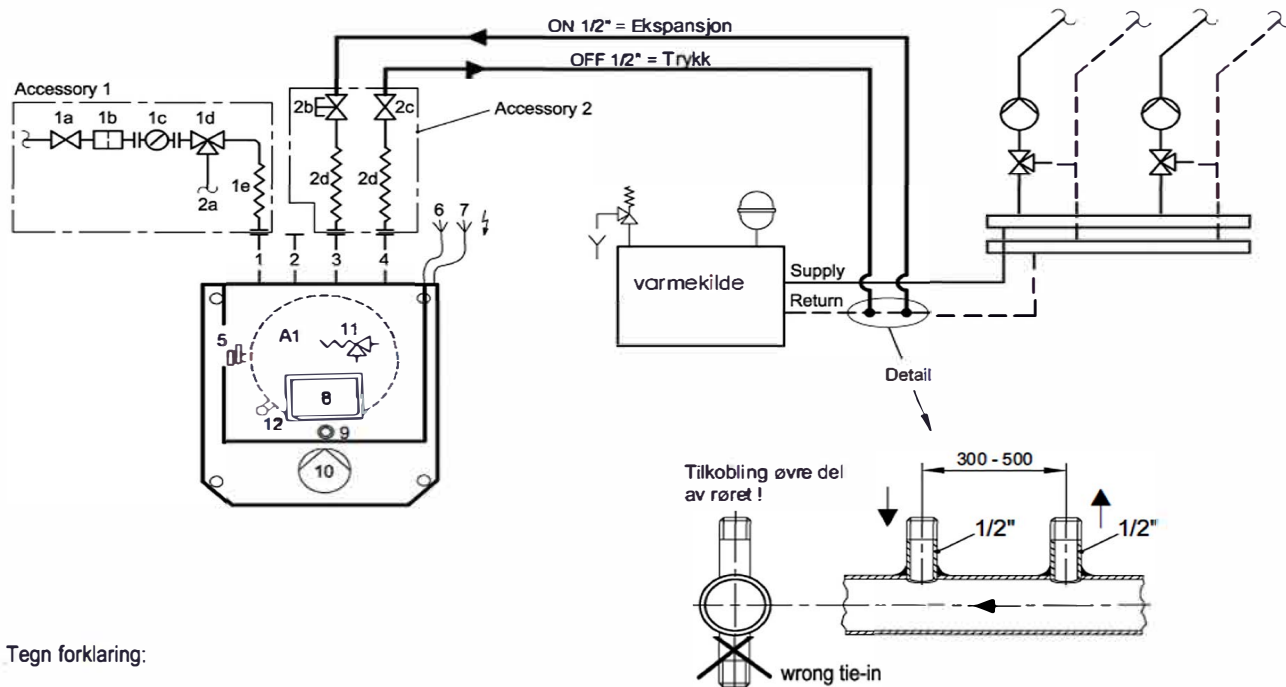 ON 1/2" = Ekspansjon
OFF 1/2" = Trykk
Accessory 1
1a
1b
1c
1d
2b
2c
Accessory 2
1e
2a
2d
2d
6
7
1
2
3
4
varmekilde
Supply
Return
5
A1
11
8
12
9
10
Detail
Tilkobling øvre del
av røret !
300 - 500
1/2"
1/2"
wrong tie-in
Tegn forklaring: